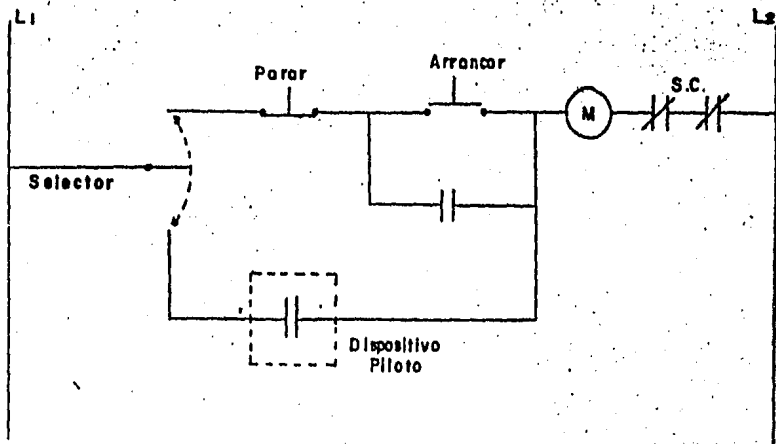 L1
L2
Parar
Arrancar
S.C.
M
Selector
Dispositivo
Piloto